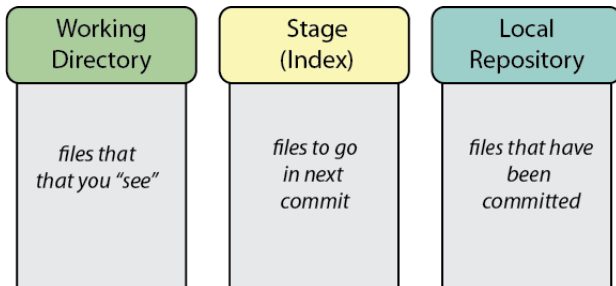 Working
Directory
Stage
(Index)
Local
Repository
files that
that you “see”
files to go
in next
commit
files that have
been
committed